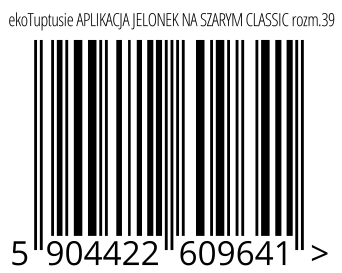 ekoTuptusie APLIKACJA JELONEK NA SZARYM CLASSIC rozm.39
5 904422 609641 >